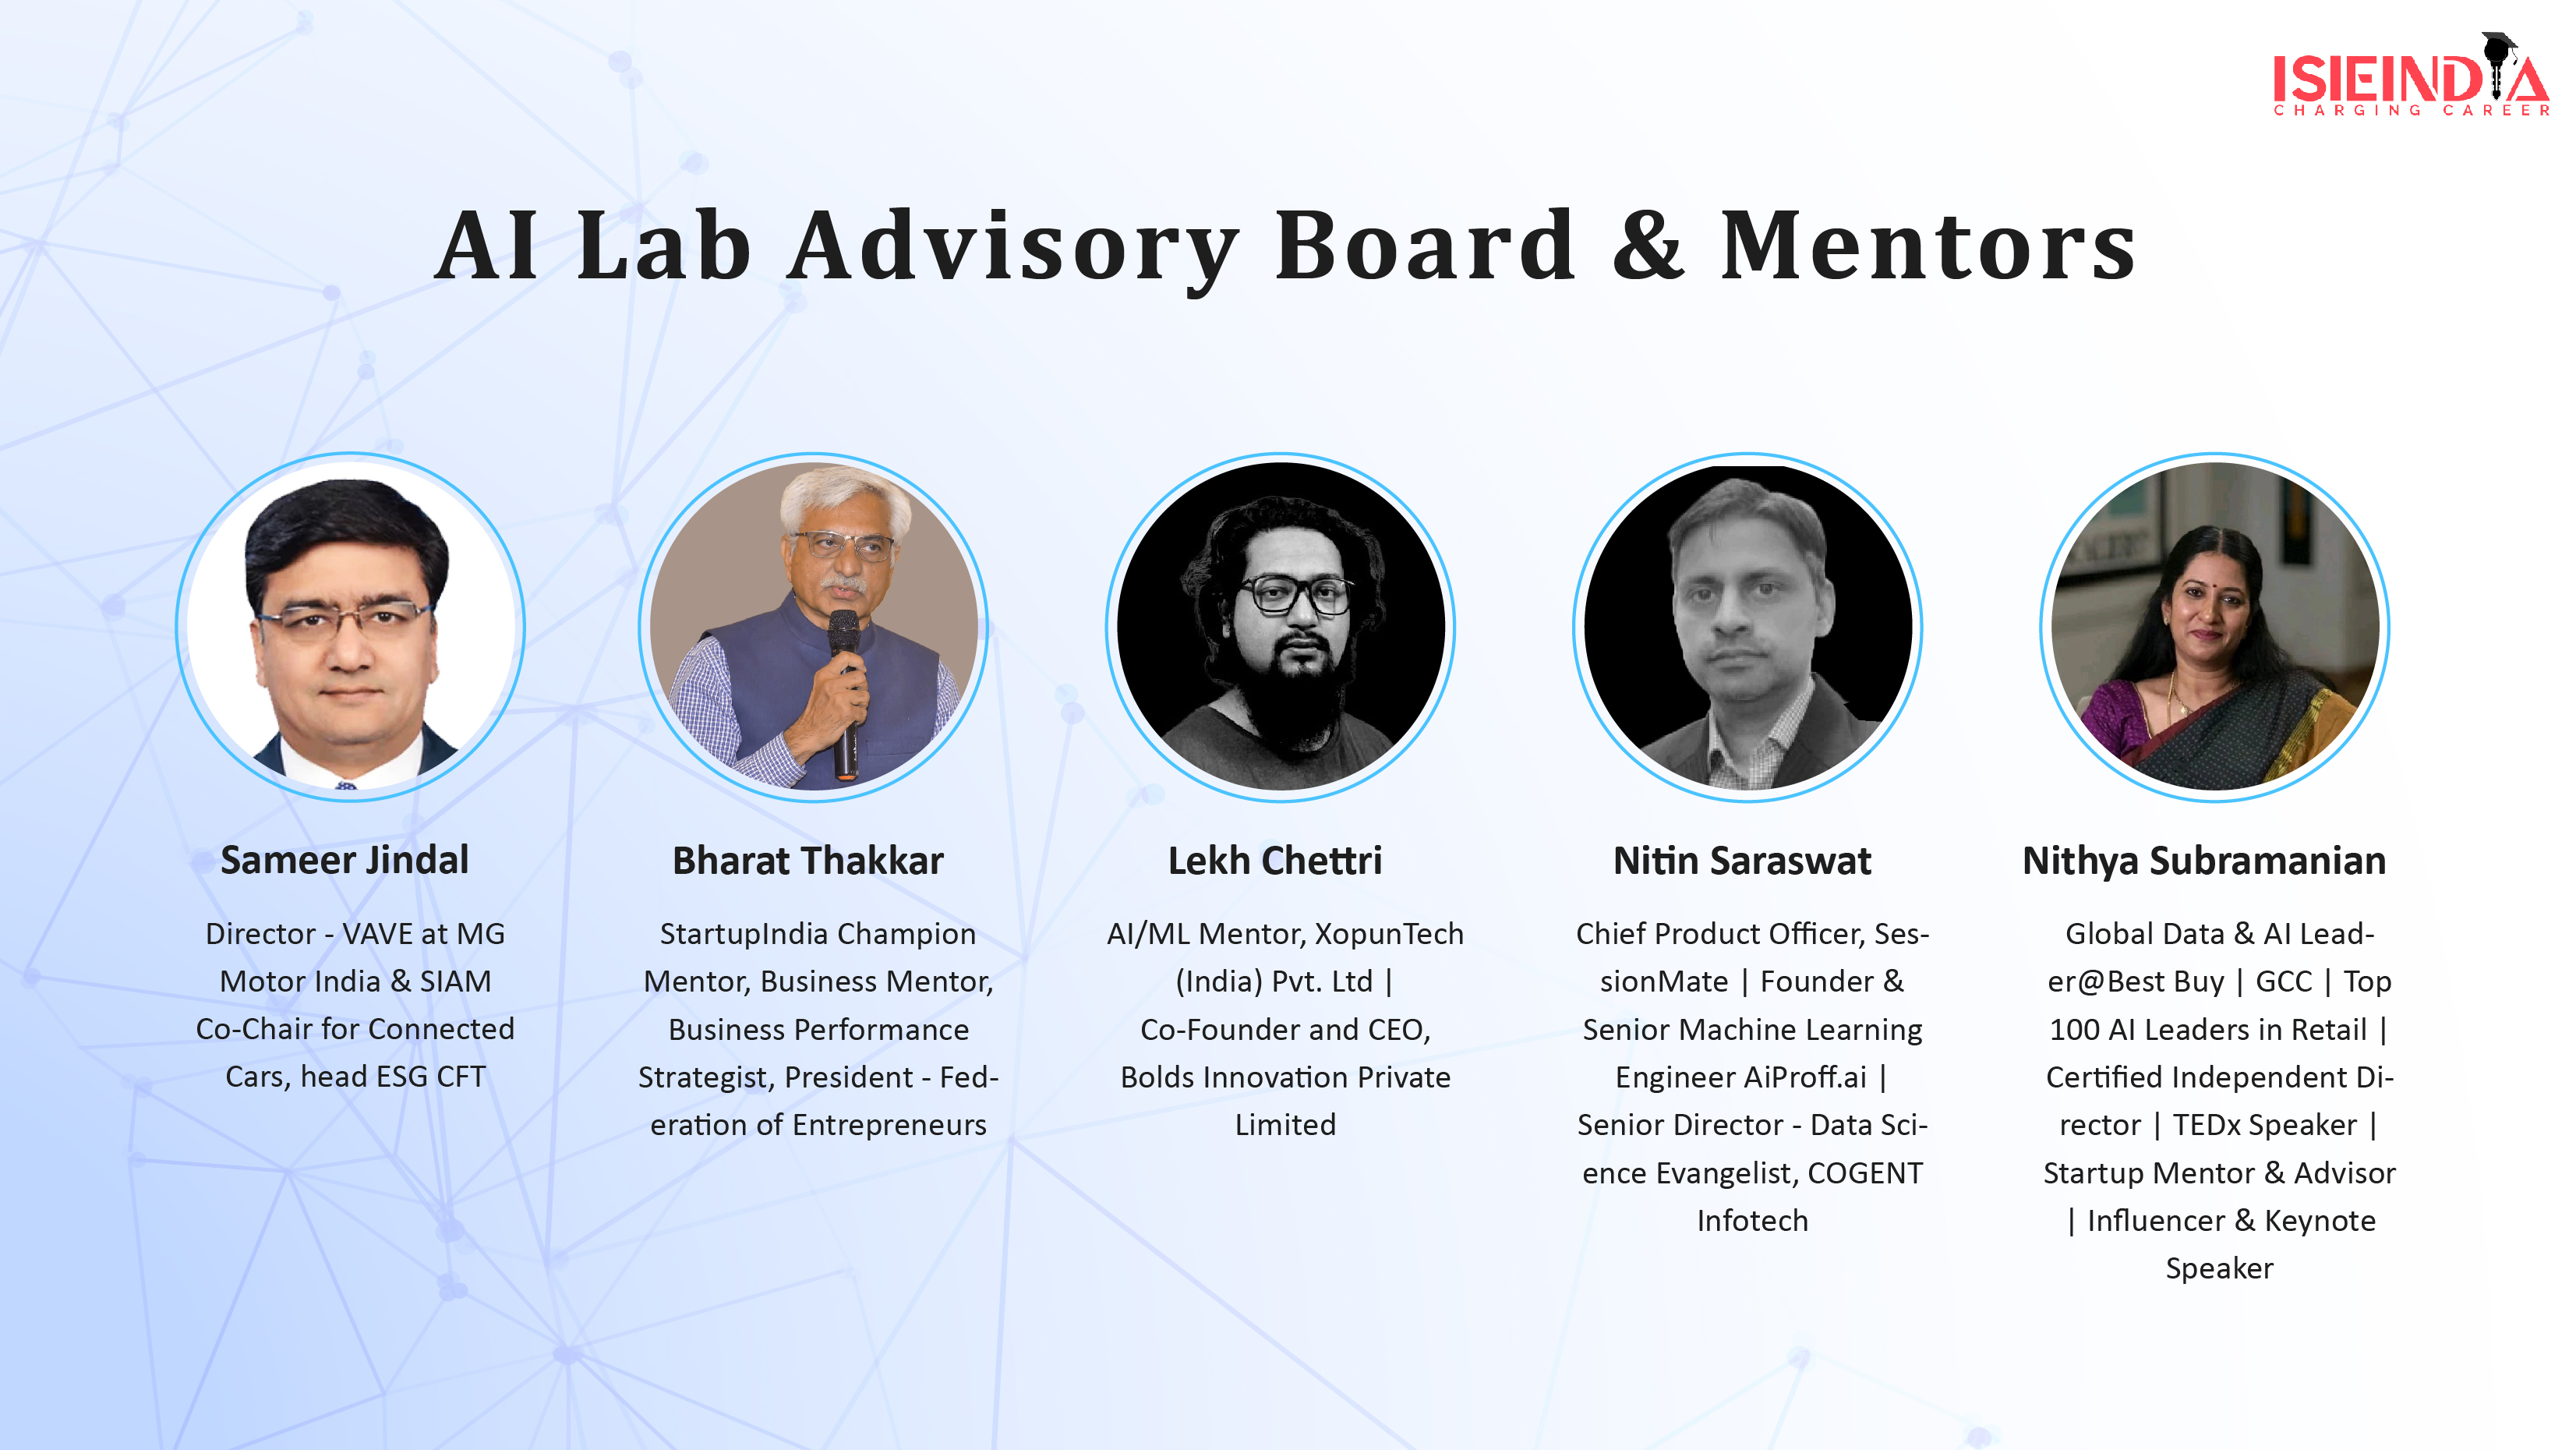 ISIEINDIA
CHARGING CAREER
AI Lab Advisory Board & Mentors
Sameer Jindal
Director - VAVE at MG
Motor India & SIAM
Co-Chair for Connected
Cars, head ESG CFT
Bharat Thakkar
StartupIndia Champion
Mentor, Business Mentor,
Business Performance
Strategist, President - Fed-
eration of Entrepreneurs
Lekh Chettri
AI/ML Mentor, XopunTech
(India) Pvt. Ltd |
Co-Founder and CEO,
Bolds Innovation Private
Limited
Nitin Saraswat
Chief Product Officer, Ses-
sionMate | Founder &
Senior Machine Learning
Engineer AiProff.ai |
Senior Director - Data Sci-
ence Evangelist, COGENT
Infotech
Nithya Subramanian
Global Data & AI Lead-
er@Best Buy | GCC | Top
100 AI Leaders in Retail |
Certified Independent Di-
rector | TEDx Speaker |
Startup Mentor & Advisor
| Influencer & Keynote
Speaker